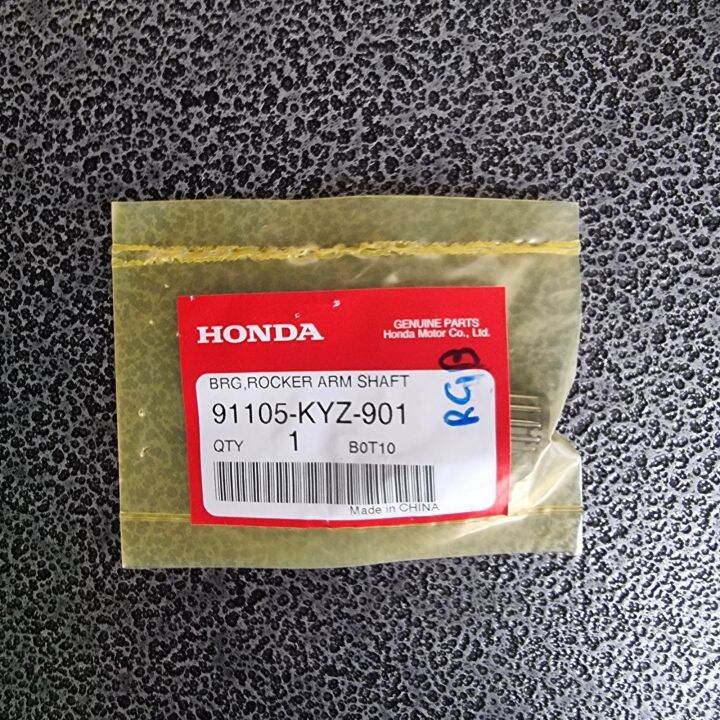 HONDA
GENUINE PARTS
Honda Motor Co., Ltd.
BRG,ROCKER ARM SHAFT
91105-KYZ-901
QTY 1 B0T10
Made in CHINA